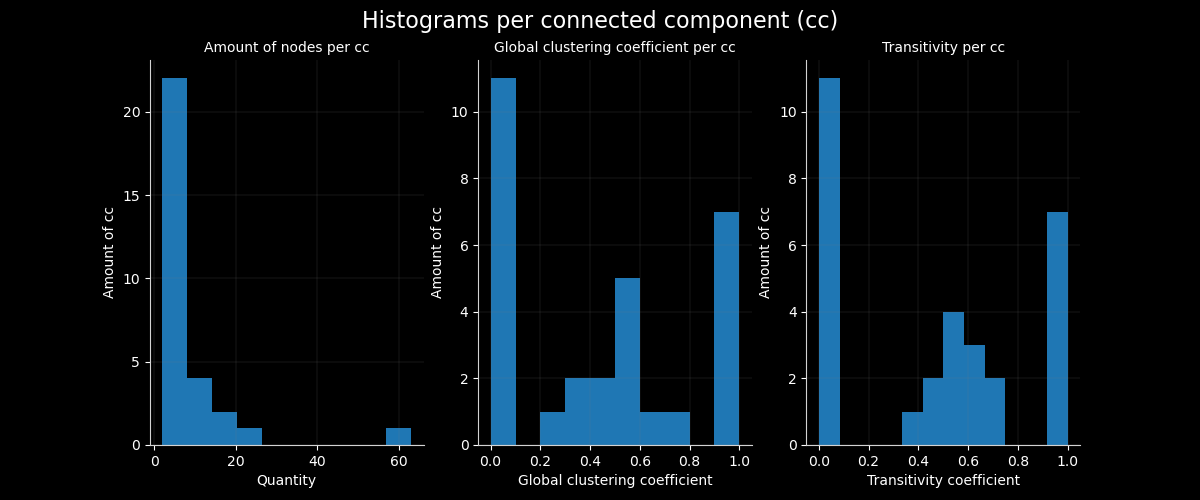 Histograms per connected component (cc)
Amount of nodes per cc
Amount of cc
20
15
10
5
0
0 20 40 60
Quantity
Global clustering coefficient per cc
Amount of cc
10
8
6
4
2
0
0.0 0.2 0.4 0.6 0.8 1.0
Global clustering coefficient
Transitivity per cc
Amount of cc
10
8
6
4
2
0
0.0 0.2 0.4 0.6 0.8 1.0
Transitivity coefficient